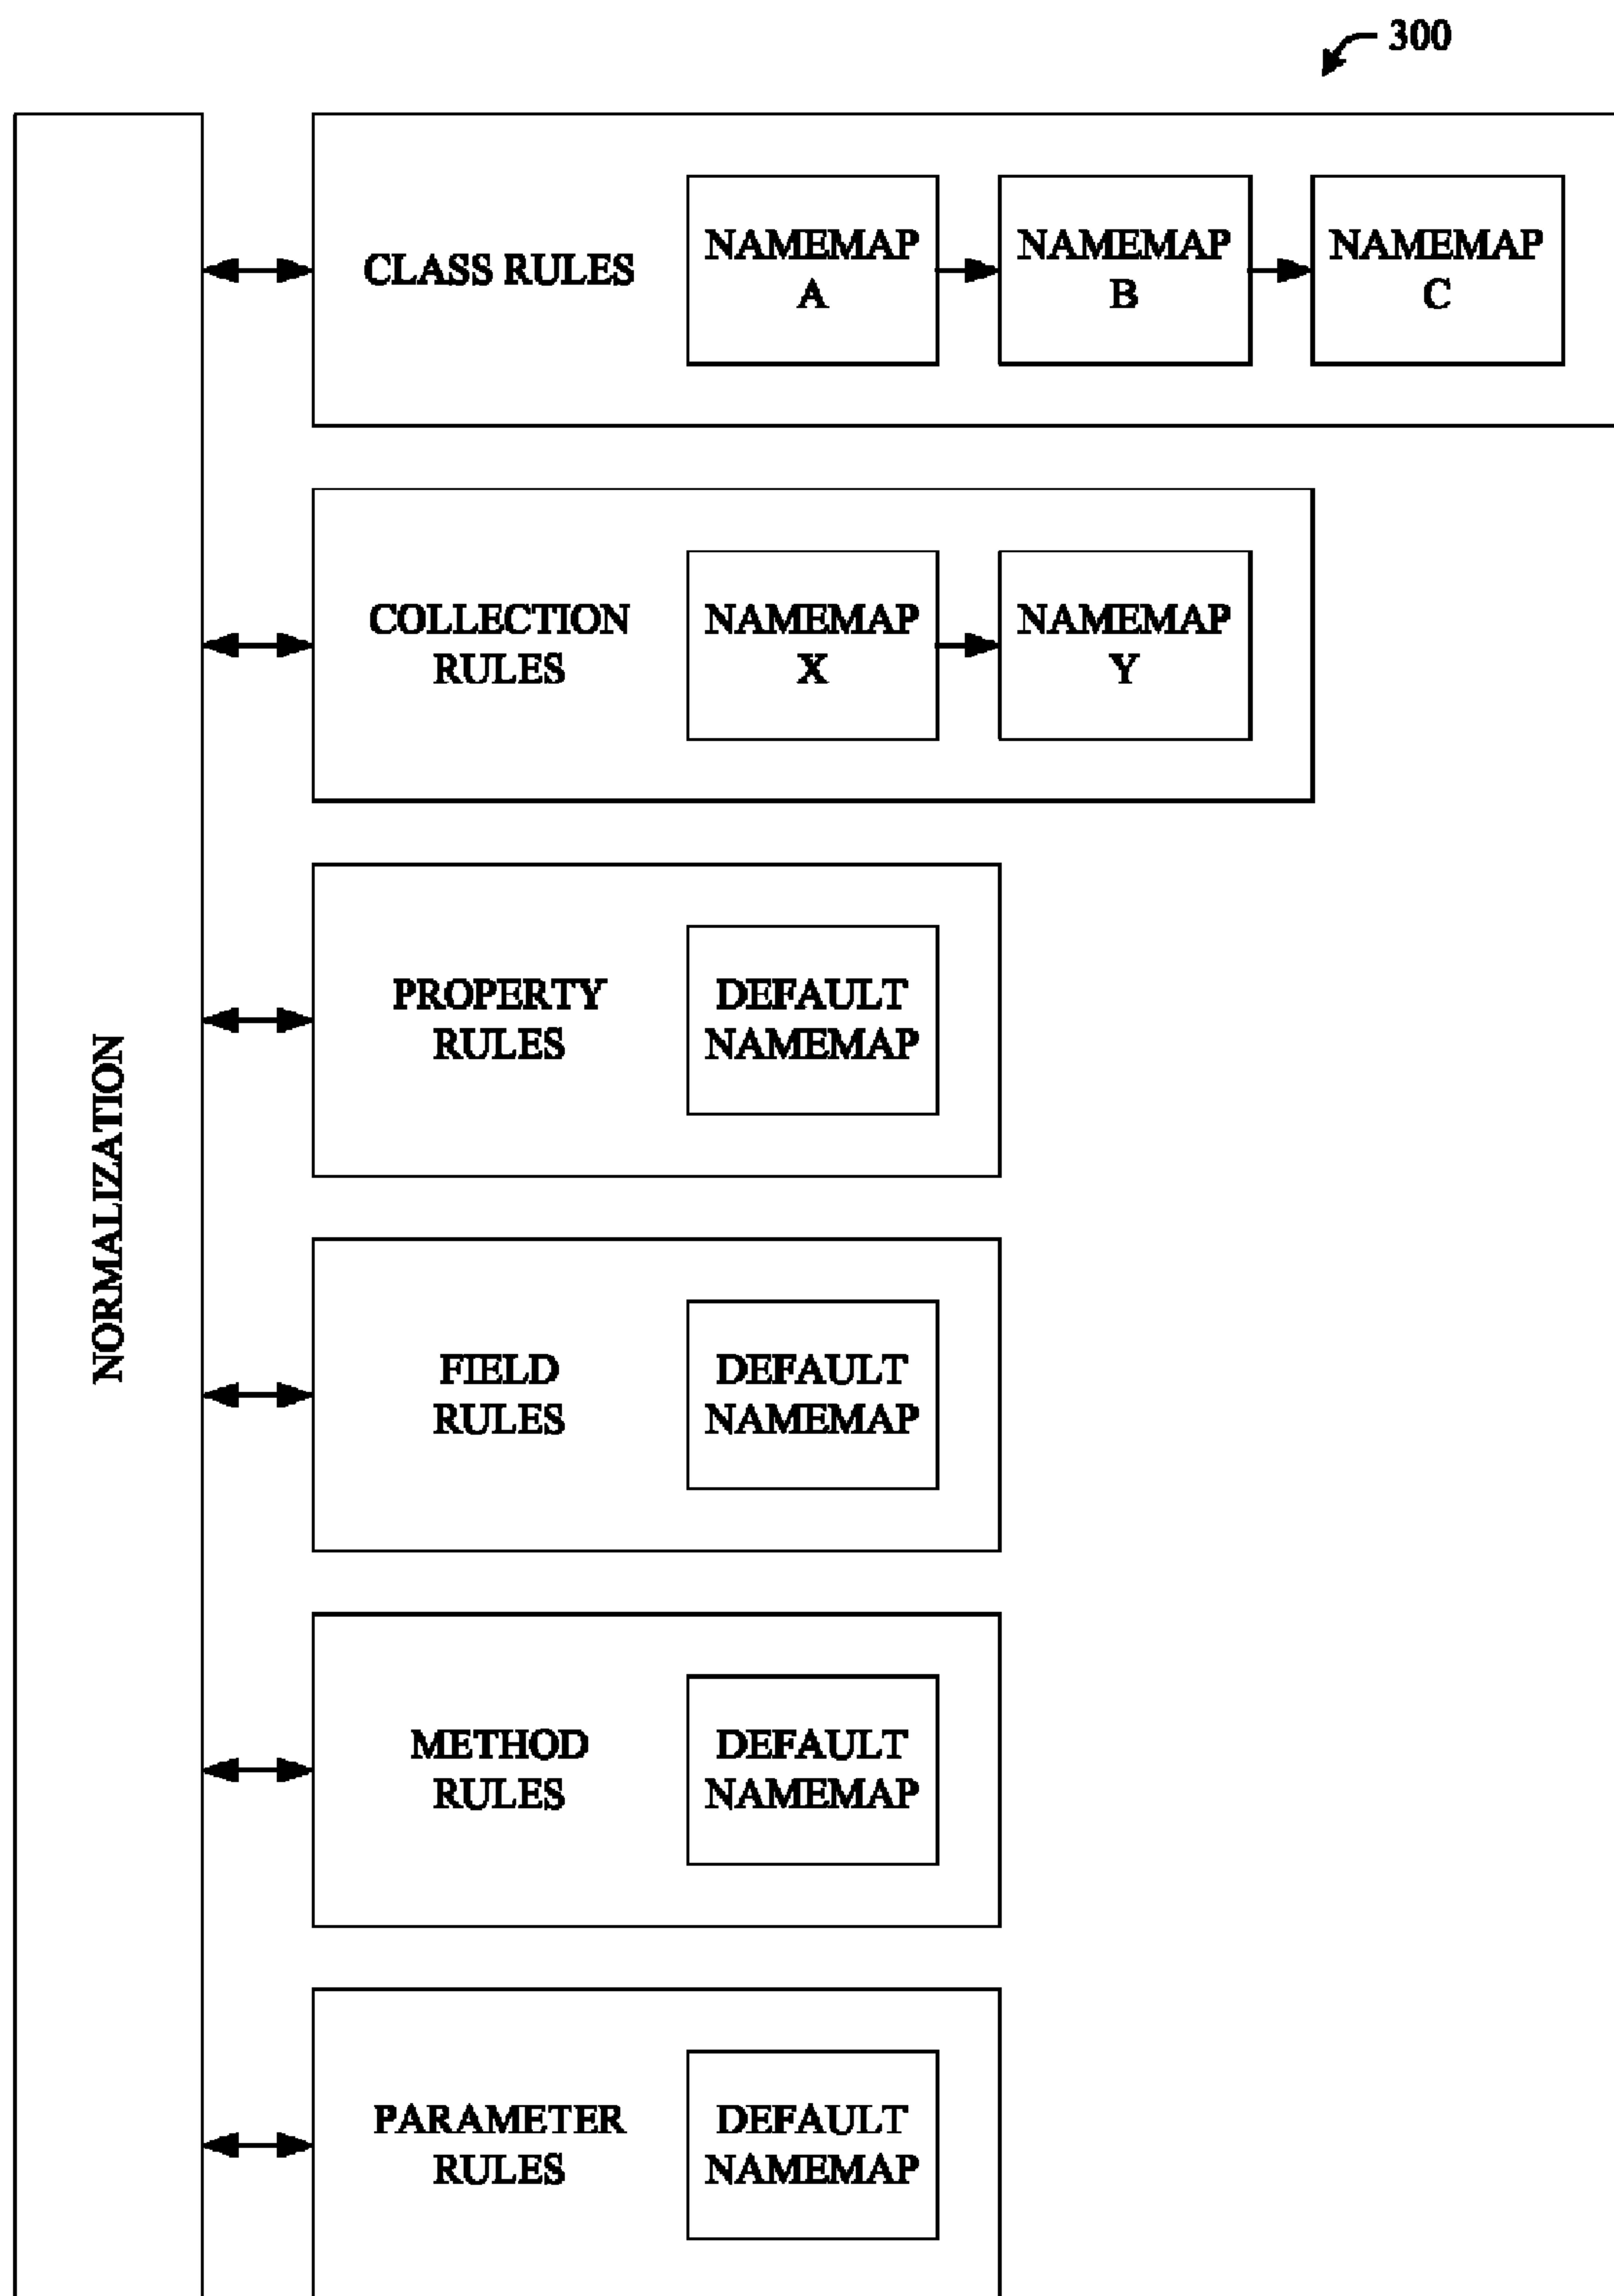 300
NORMALIZATION
CLASS RULES
NAMEMAP
A
NAMEMAP
B
NAMEMAP
C
COLLECTION
RULES
NAMEMAP
X
NAMEMAP
Y
PROPERTY
RULES
DEFAULT
NAMEMAP
FIELD
RULES
DEFAULT
NAMEMAP
METHOD
RULES
DEFAULT
NAMEMAP
PARAMETER
RULES
DEFAULT
NAMEMAP